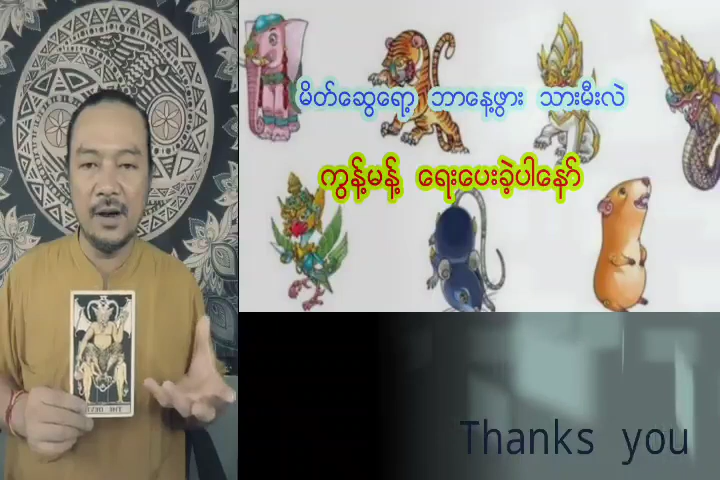 မိတ်ဆွေရော့ ဘာနေ့ဖွား သားမီးလဲ
ကွန့်မန့် ရေးပေးခဲ့ပါနော်
Thanks you